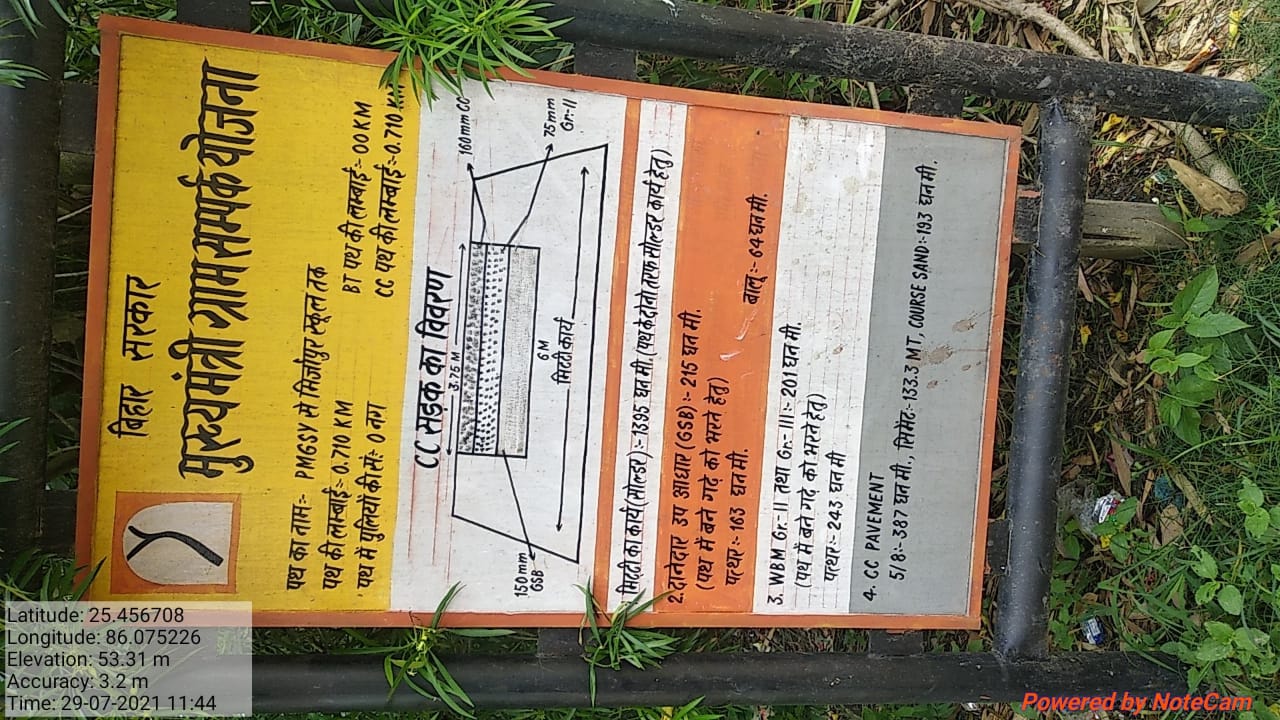 बिहार सरकार
मुख्यमंत्री ग्राम सम्पर्क योजना
पथ का नाम:- PMGSY से मिर्जापुर स्कूल तक
पथ की लम्बाई:- 0.710 KM
BT पथ की लम्बाई:- 00 KM
पथ में पुलियों की सं: 0 नग
CC पथ की लम्बाई:- 0.710 KM
CC सड़क का विवरण
3.75 M
160 mm CC
75 mm
Gr.-II
6 M
मिट्टी कार्य
150 mm
GSB
मिट्टी का कार्य (सोल्डर):- 1395 घन मी (पथ के दोनो तरफ सोल्डर कार्य हेतु)
2. दानेदार उप आधार (GSB):- 215 घन मी.
(पथ में बने गढ़े को भरने हेतु)
पत्थर:- 163 घन मी.
बालू:- 64 घन मी.
3. WBM Gr:- II तथा Gr:- III:- 201 घन मी.
(पथ में बने गढ़े को भरने हेतु)
पत्थर:- 243 घन मी
4. CC PAVEMENT
5/8:- 387 घन मी., सिमेंट: 133.3 MT, COURSE SAND:- 193 घन मी.
Latitude: 25.456708
Longitude: 86.075226
Elevation: 53.31 m
Accuracy: 3.2 m
Time: 29-07-2021 11:44
Powered by NoteCam